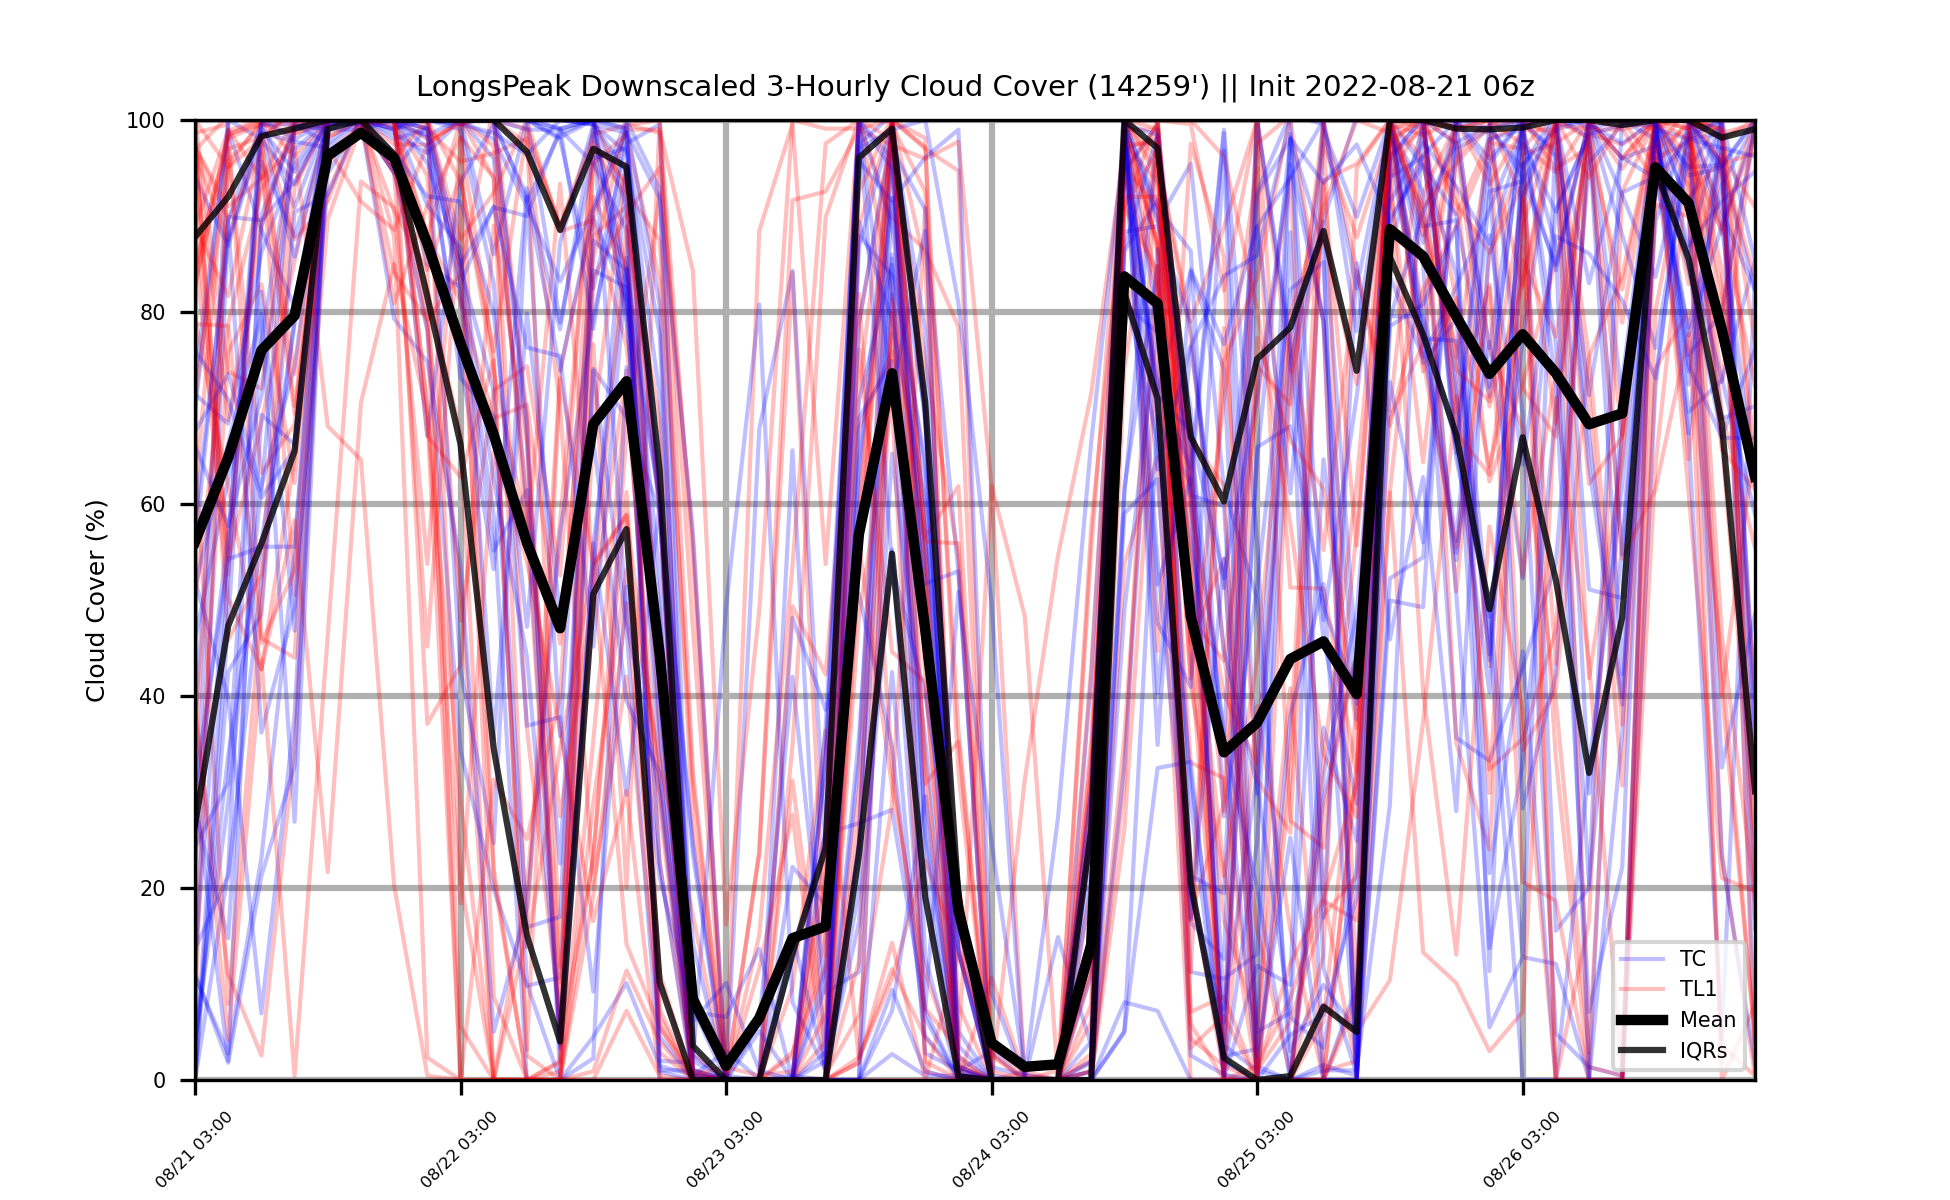 LongsPeak Downscaled 3-Hourly Cloud Cover (14259') || Init 2022-08-21 06z
Cloud Cover (%)
100
80
60
40
20
0
TC
TL1
Mean
IQRs
08/21 03:00
08/22 03:00
08/23 03:00
08/24 03:00
08/25 03:00
08/26 03:00